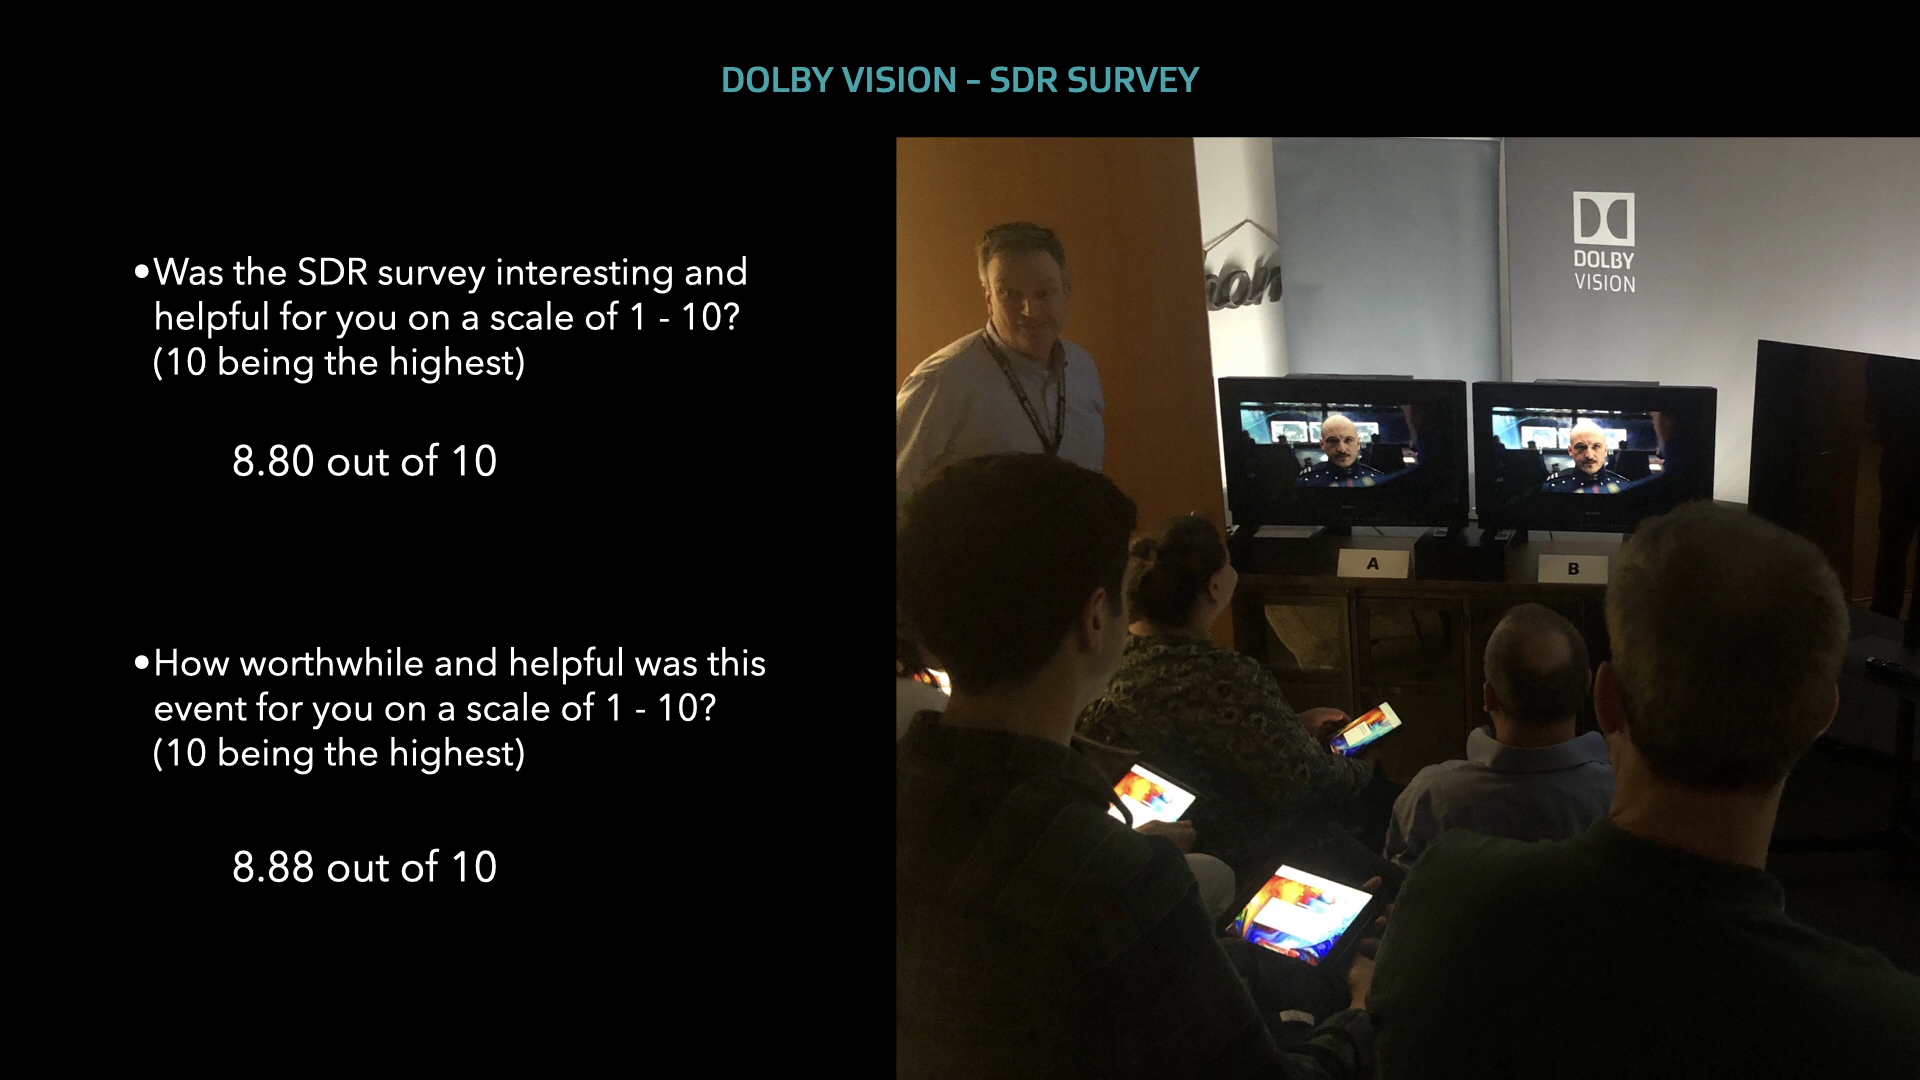 DOLBY VISION – SDR SURVEY
•Was the SDR survey interesting and
helpful for you on a scale of 1 - 10?
(10 being the highest)
8.80 out of 10
•How worthwhile and helpful was this
event for you on a scale of 1 - 10?
(10 being the highest)
8.88 out of 10
DOLBY
VISION
A
B